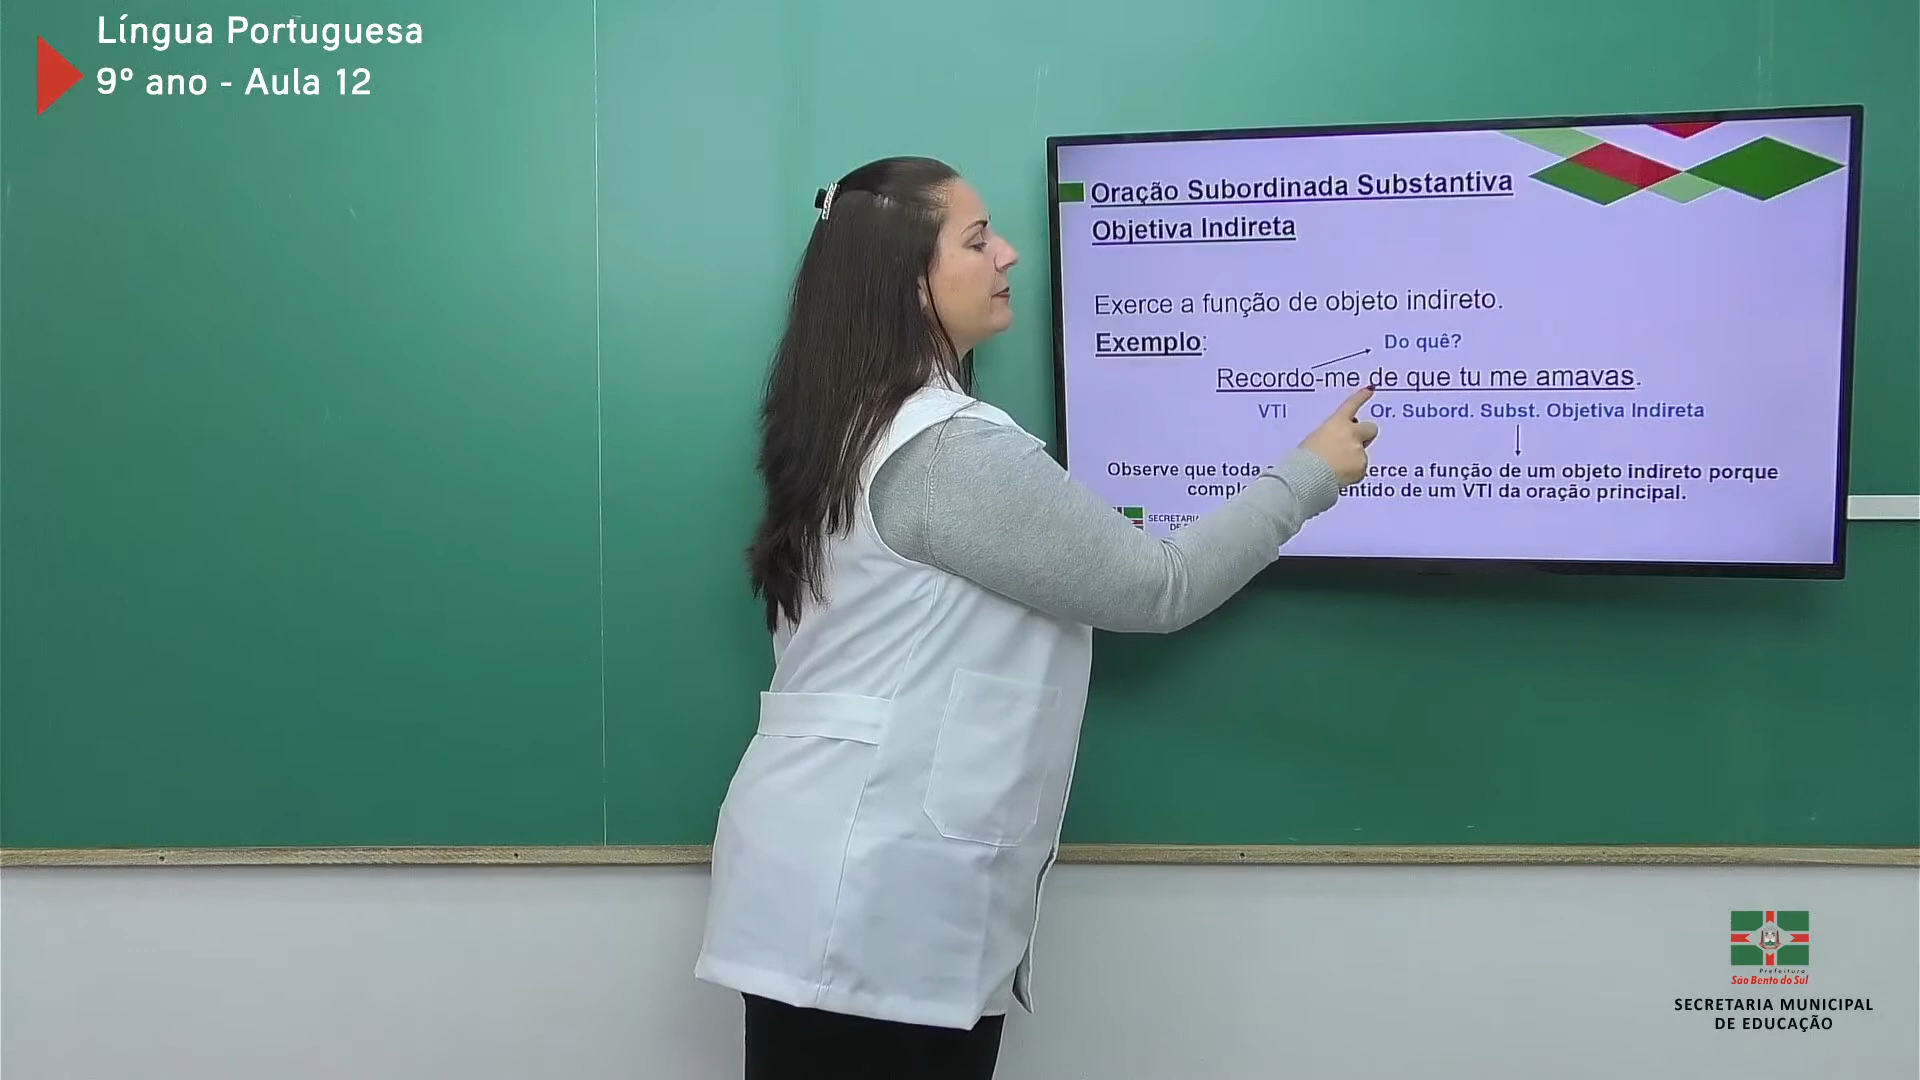 Língua Portuguesa
9º ano - Aula 12
Oração Subordinada Substantiva
Objetiva Indireta
Exerce a função de objeto indireto.
Exemplo:
Do quê?
Recordo-me de que tu me amavas.
VTI
Or. Subord. Subst. Objetiva Indireta
Observe que toda a função de um objeto indireto porque
de um VTI da oração principal.
Prefeitura
São Bento do Sul
SECRETARIA MUNICIPAL
DE EDUCAÇÃO